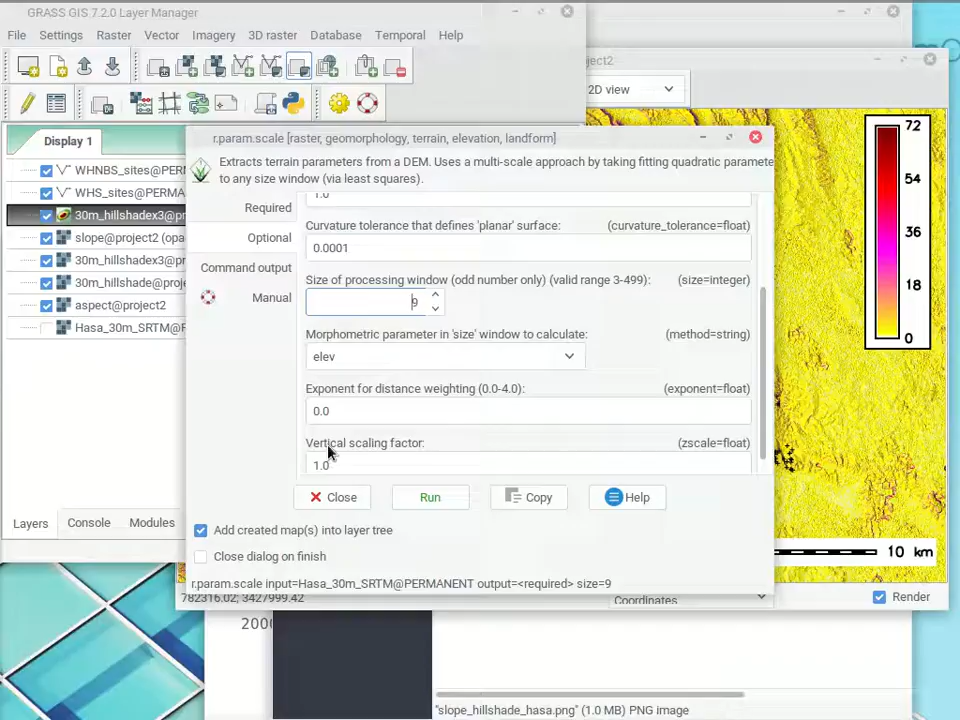 GRASS GIS 7.2.0 Layer Manager
File Settings Raster Vector Imagery 3D raster Database Temporal Help
ject2
2D view
Display 1
r.param.scale [raster, geomorphology, terrain, elevation, landform]
72
54
36
18
0
WHNBS_sites@PERI
WHS_sites@PERMA
30m_hillshadex3@pr
slope@project2 (opa
30m_hillshadex3@pr
30m_hillshade@proje
aspect@project2
Hasa_30m_SRTM@F
Extracts terrain parameters from a DEM. Uses a multi-scale approach by taking fitting quadratic paramete
to any size window (via least squares).
Required
Optional
Command output
Manual
1.0
Curvature tolerance that defines 'planar' surface: (curvature_tolerance=float)
0.0001
Size of processing window (odd number only) (valid range 3-499): (size=integer)
9
Morphometric parameter in 'size' window to calculate: (method=string)
elev
Exponent for distance weighting (0.0-4.0): (exponent=float)
0.0
Vertical scaling factor: (zscale=float)
1.0
Close Run Copy Help
Layers Console Modules
Add created map(s) into layer tree
Close dialog on finish
r.param.scale input=Hasa_30m_SRTM@PERMANENT output=<required> size=9
10 km
782316.02; 3427999.42
Coordinates
Render
2000
"slope_hillshade_hasa.png" (1.0 MB) PNG image